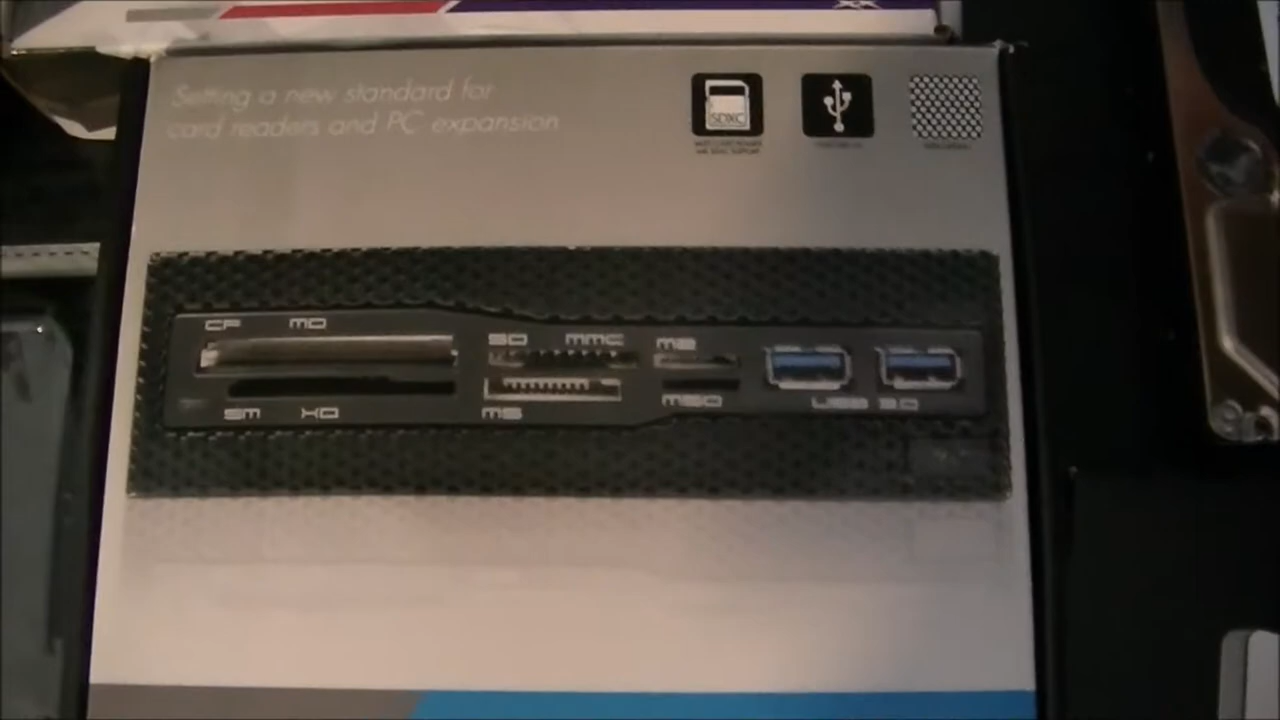 Setting a new standard for
card readers and PC expansion
SDXC
CF MD
SD MMC M2
SM XD
MS
MSD
USB 3.0